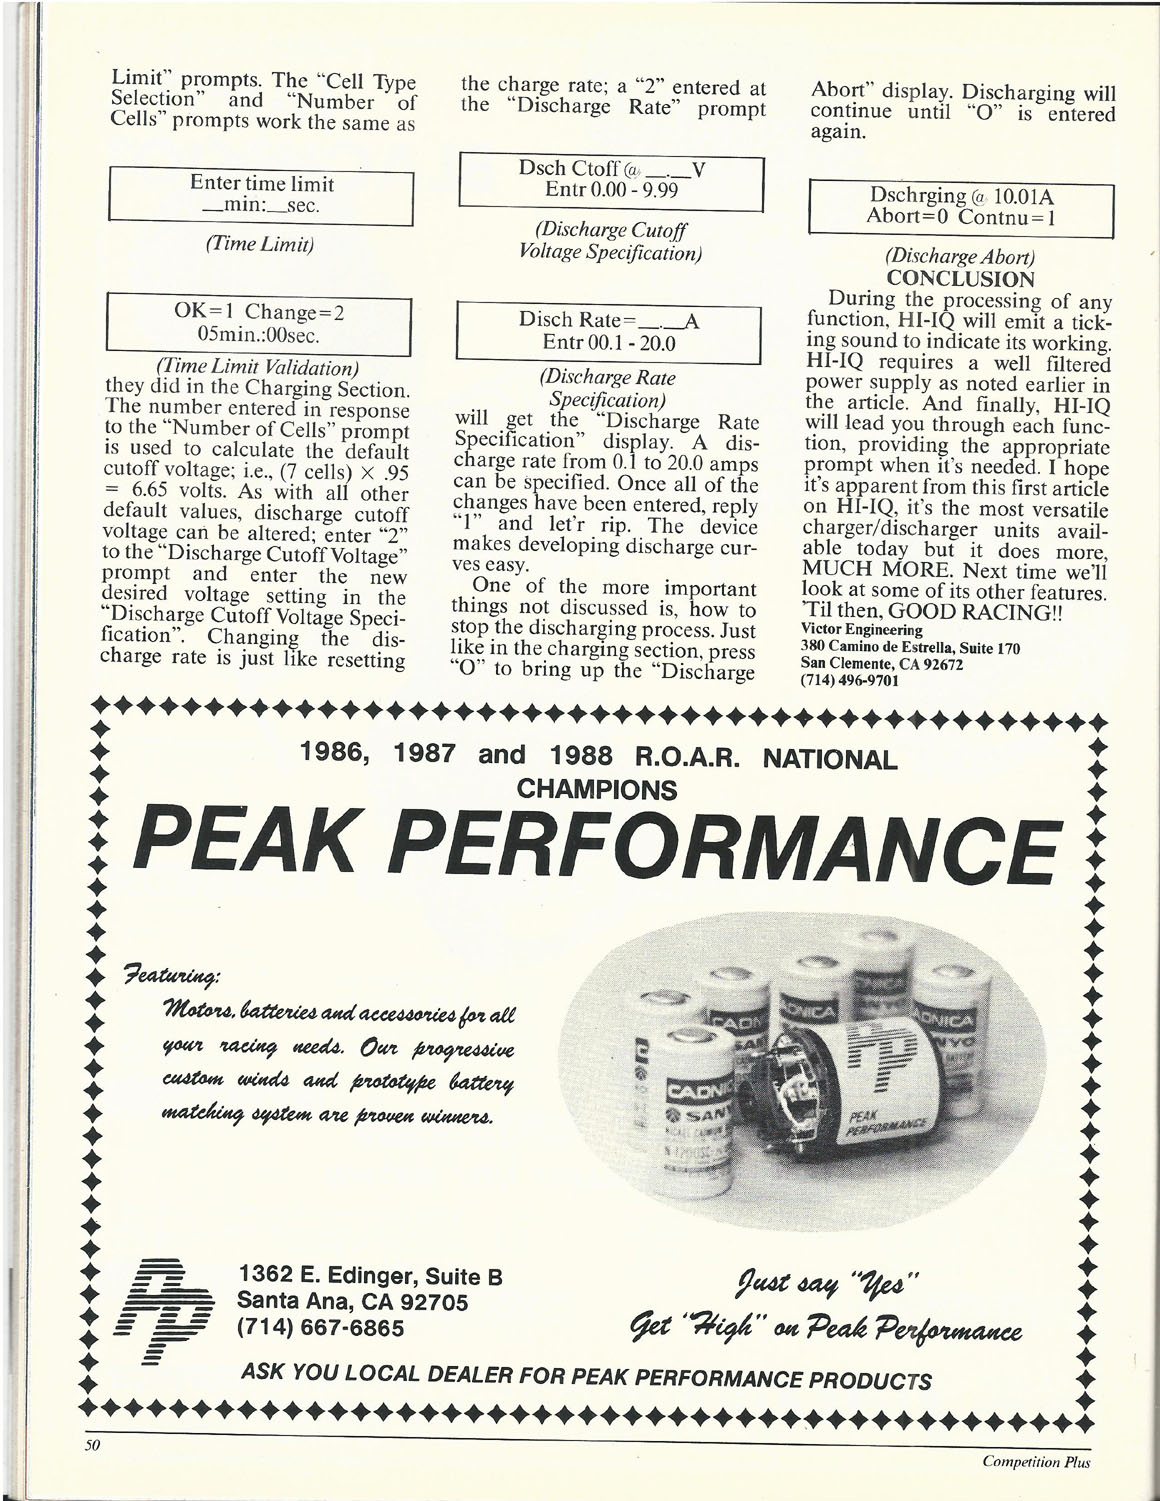 Limit" prompts. The "Cell Type
Selection" and "Number of
Cells" prompts work the same as
Enter time limit
__min:__sec.
(Time Limit)
OK=1 Change=2
05min.:00sec.
(Time Limit Validation)
they did in the Charging Section.
The number entered in response
to the "Number of Cells" prompt
is used to calculate the default
cutoff voltage; i.e., (7 cells) × .95
= 6.65 volts. As with all other
default values, discharge cutoff
voltage can be altered; enter "2"
to the "Discharge Cutoff Voltage"
prompt and enter the new
desired voltage setting in the
"Discharge Cutoff Voltage Speci-
fication". Changing the dis-
charge rate is just like resetting
the charge rate; a "2" entered at
the "Discharge Rate" prompt
Dsch Ctoff @ __.__V
Entr 0.00 - 9.99
(Discharge Cutoff
Voltage Specification)
Disch Rate=__.__A
Entr 00.1 - 20.0
(Discharge Rate
Specification)
will get the "Discharge Rate
Specification" display. A dis-
charge rate from 0.1 to 20.0 amps
can be specified. Once all of the
changes have been entered, reply
"1" and let'r rip. The device
makes developing discharge cur-
ves easy.
One of the more important
things not discussed is, how to
stop the discharging process. Just
like in the charging section, press
"O" to bring up the "Discharge
Abort" display. Discharging will
continue until "O" is entered
again.
Dschrging @ 10.01A
Abort=0 Contnu=1
(Discharge Abort)
CONCLUSION
During the processing of any
function, HI-IQ will emit a tick-
ing sound to indicate its working.
HI-IQ requires a well filtered
power supply as noted earlier in
the article. And finally, HI-IQ
will lead you through each func-
tion, providing the appropriate
prompt when it's needed. I hope
it's apparent from this first article
on HI-IQ, it's the most versatile
charger/discharger units avail-
able today but it does more,
MUCH MORE. Next time we'll
look at some of its other features.
'Til then, GOOD RACING!!
Victor Engineering
380 Camino de Estrella, Suite 170
San Clemente, CA 92672
(714) 496-9701
1986, 1987 and 1988 R.O.A.R. NATIONAL
CHAMPIONS
PEAK PERFORMANCE
Featuring:
Motors, batteries and accessories for all
your racing needs. Our progressive
custom winds and prototype battery
matching system are proven winners.
CADNICA
CADN
ADNICA
ADNICA
NYO
CADN
SANY
PP
PEAK
PERFORMANCE
PP
1362 E. Edinger, Suite B
Santa Ana, CA 92705
(714) 667-6865
Just say "Yes"
Get "High" on Peak Performance
ASK YOU LOCAL DEALER FOR PEAK PERFORMANCE PRODUCTS
50
Competition Plus